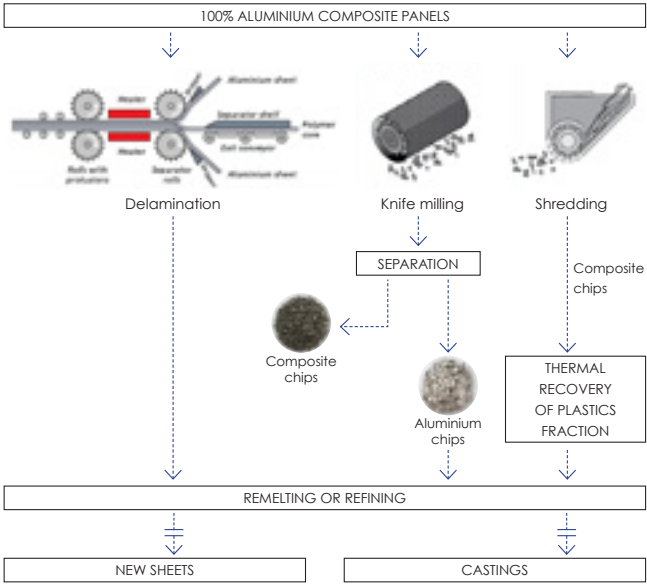 100% ALUMINIUM COMPOSITE PANELS
Aluminium sheet
Heater
Separator shelf
Polymer
core
Heater
Rolls with
Separator
rolls
Aluminium sheet
Delamination
Knife milling
Shredding
SEPARATION
Composite
chips
Composite
chips
Aluminium
chips
THERMAL
RECOVERY
OF PLASTICS
FRACTION
REMELTING OR REFINING
NEW SHEETS
CASTINGS